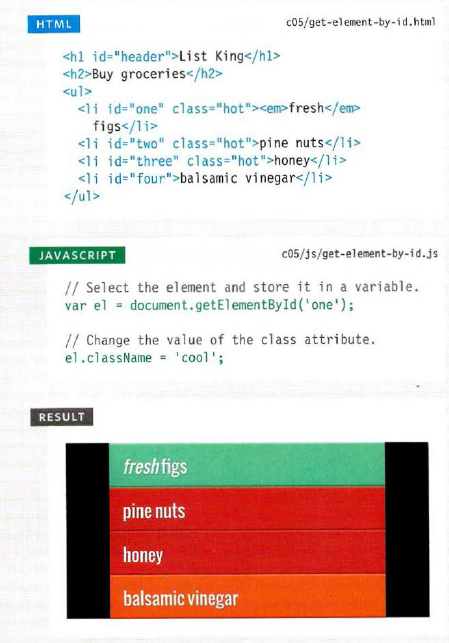 HTML
c05/get-element-by-id.html
<h1 id="header">List King</h1>
<h2>Buy groceries</h2>
<ul>
<li id="one" class="hot"><em>fresh</em>
figs</li>
<li id="two" class="hot">pine nuts</li>
<li id="three" class="hot">honey</li>
<li id="four">balsamic vinegar</li>
</ul>
JAVASCRIPT
c05/js/get-element-by-id.js
// Select the element and store it in a variable.
var el = document.getElementById('one');
// Change the value of the class attribute.
el.className = 'cool';
RESULT
fresh figs
pine nuts
honey
balsamic vinegar